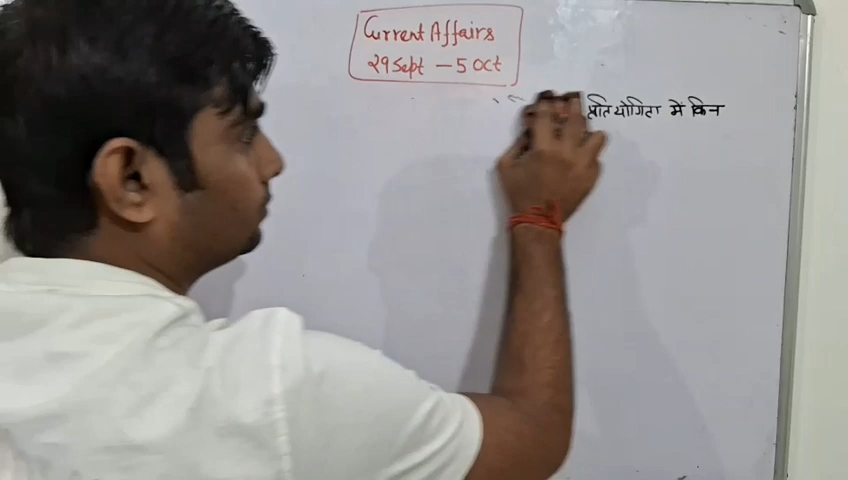 Current Affairs
29 Sept - 5 Oct
प्रतियोगिता में किन